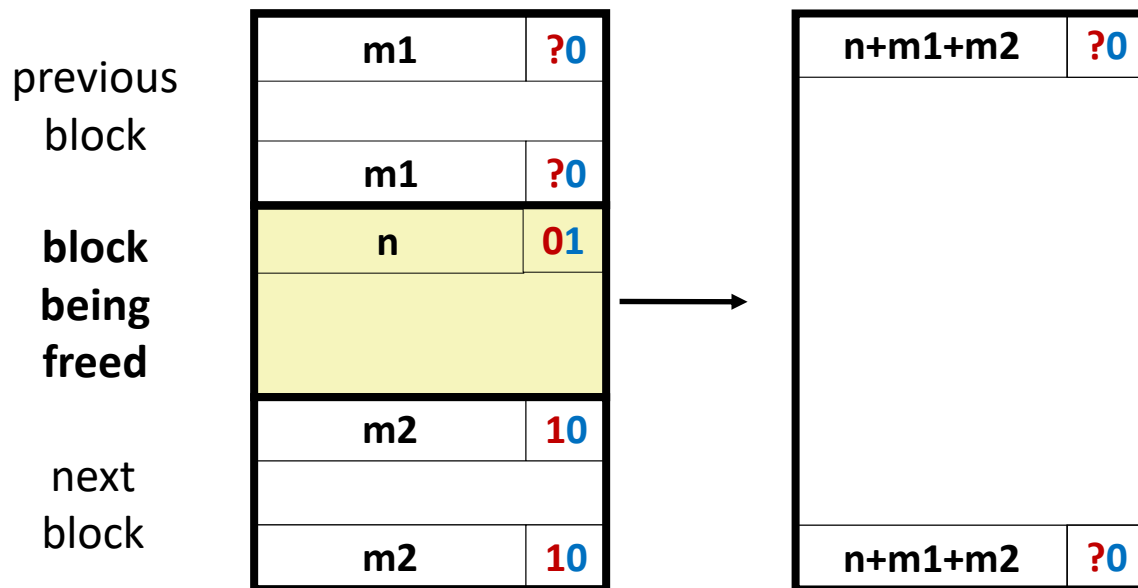 previous
block
m1 ?0
m1 ?0
block
being
freed
n 01
next
block
m2 10
m2 10
n+m1+m2 ?0
n+m1+m2 ?0